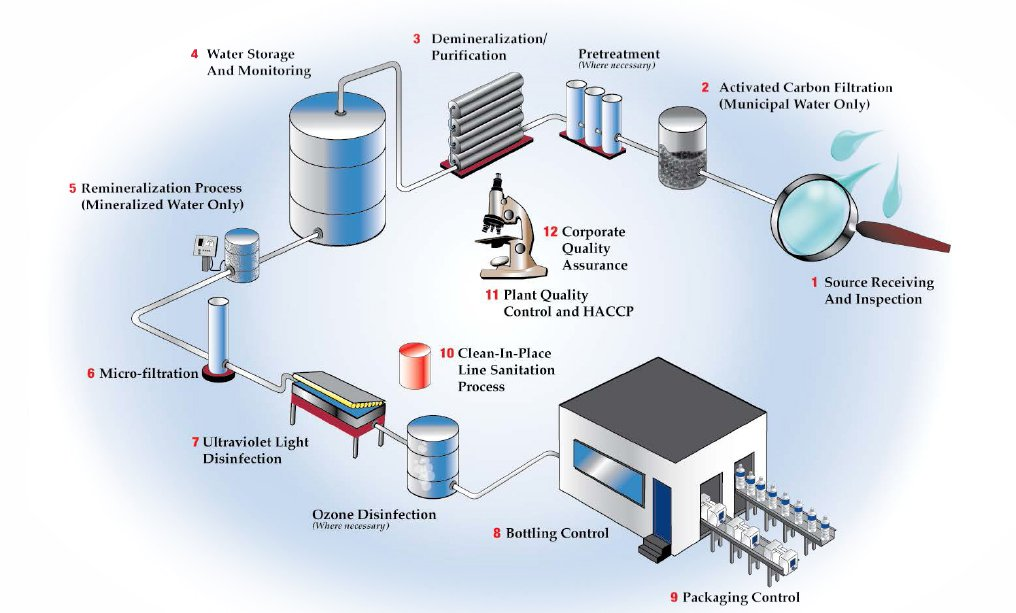 3 Demineralization/
Purification
4 Water Storage
And Monitoring
Pretreatment
(Where necessary)
2 Activated Carbon Filtration
(Municipal Water Only)
5 Remineralization Process
(Mineralized Water Only)
12 Corporate
Quality
Assurance
1 Source Receiving
And Inspection
11 Plant Quality
Control and HACCP
10 Clean-In-Place
Line Sanitation
Process
6 Micro-filtration
7 Ultraviolet Light
Disinfection
Ozone Disinfection
(Where necessary)
8 Bottling Control
9 Packaging Control